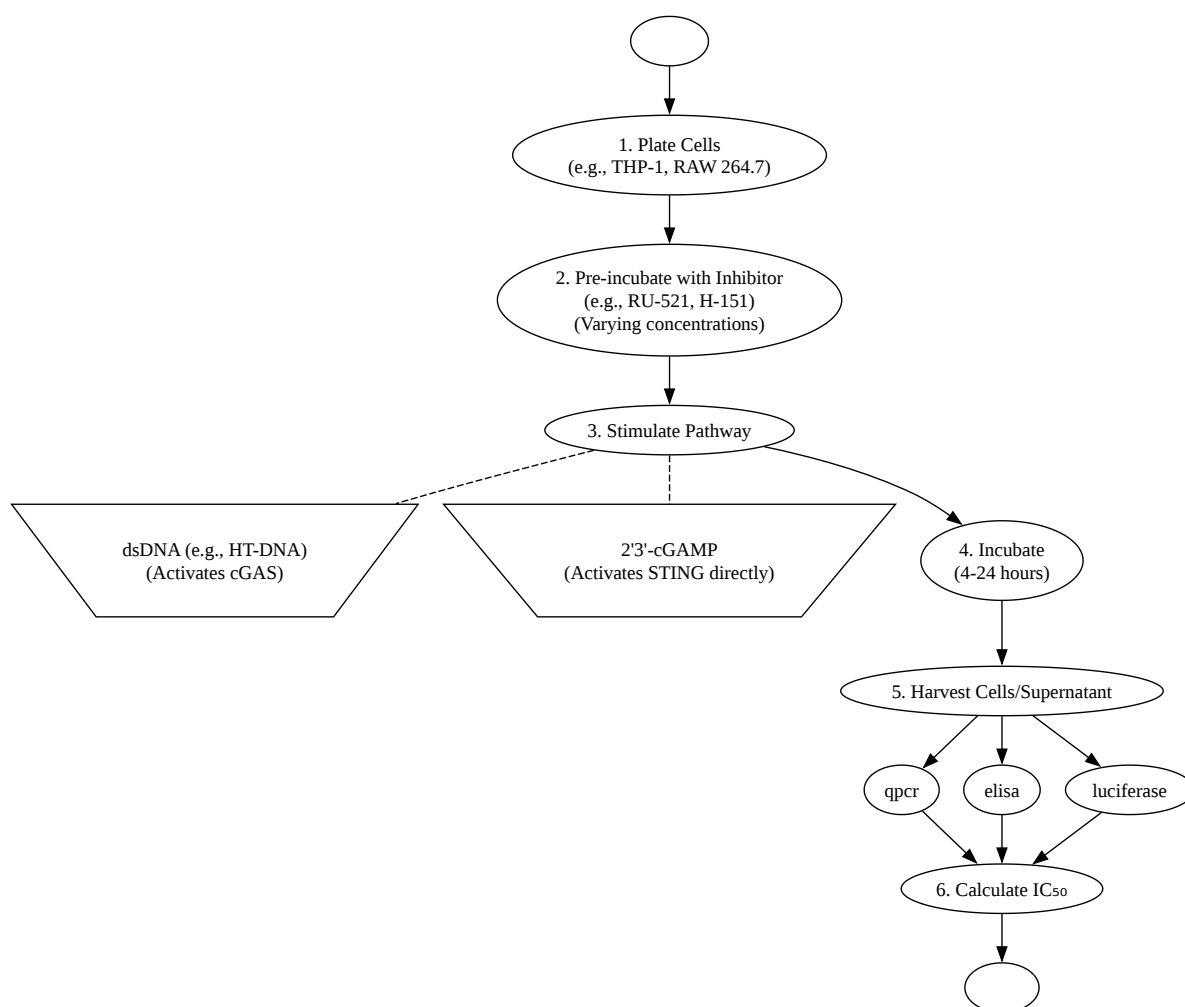 1. Plate Cells
(e.g., THP-1, RAW 264.7)
2. Pre-incubate with Inhibitor
(e.g., RU-521, H-151)
(Varying concentrations)
3. Stimulate Pathway
dsDNA (e.g., HT-DNA)
(Activates cGAS)
2'3'-cGAMP
(Activates STING directly)
4. Incubate
(4-24 hours)
5. Harvest Cells/Supernatant
qpcr
elisa
luciferase
6. Calculate IC₅₀